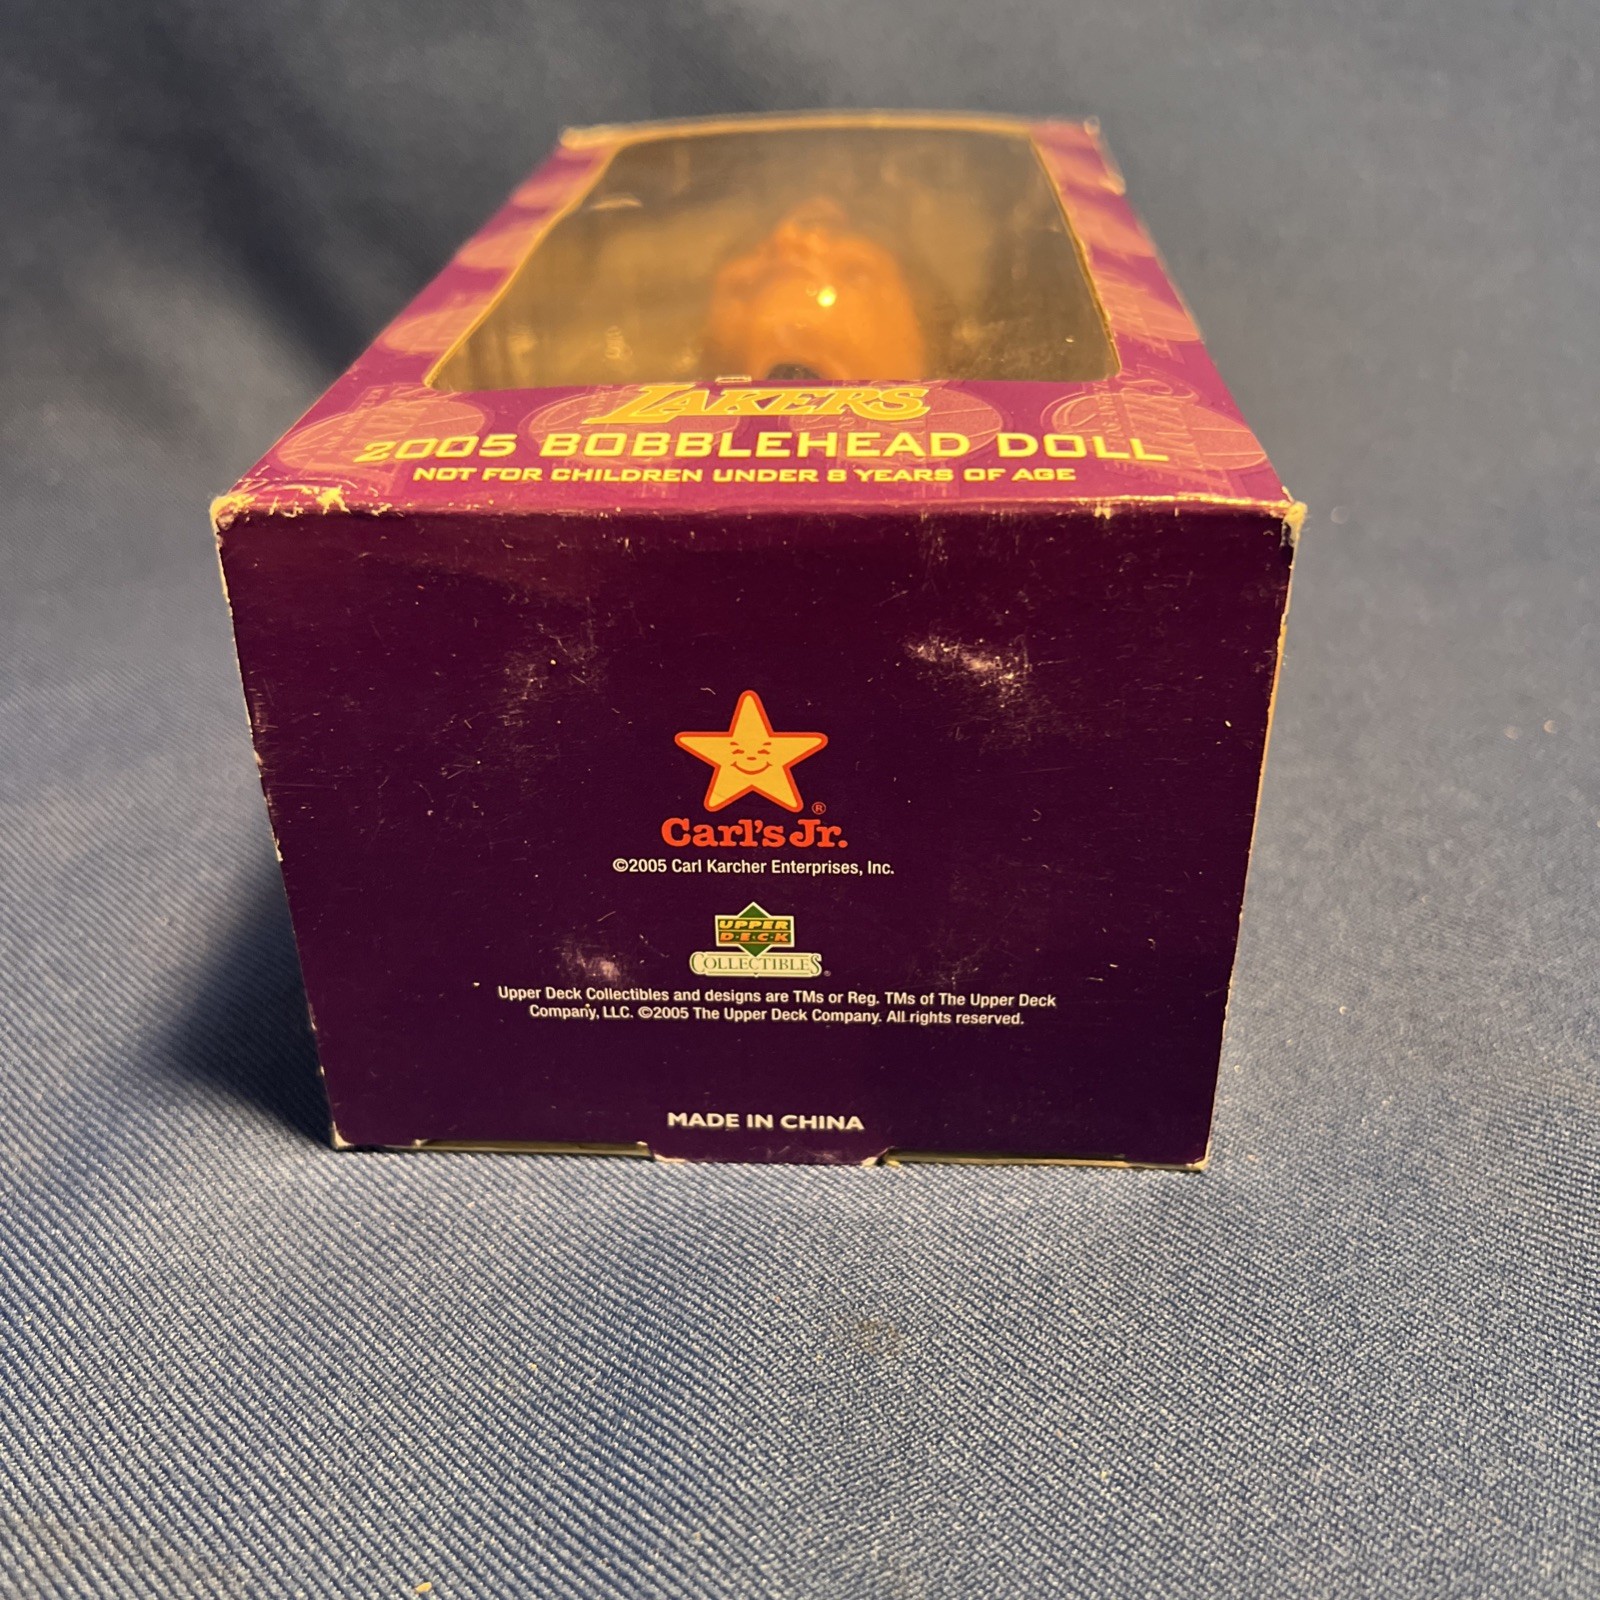 LAKERS
2005 BOBBLEHEAD DOLL
NOT FOR CHILDREN UNDER 8 YEARS OF AGE
®
Carl's Jr.
©2005 Carl Karcher Enterprises, Inc.
UPPER
D·E·C·K
COLLECTIBLES
Upper Deck Collectibles and designs are TMs or Reg. TMs of The Upper Deck
Company, LLC. ©2005 The Upper Deck Company. All rights reserved.
MADE IN CHINA